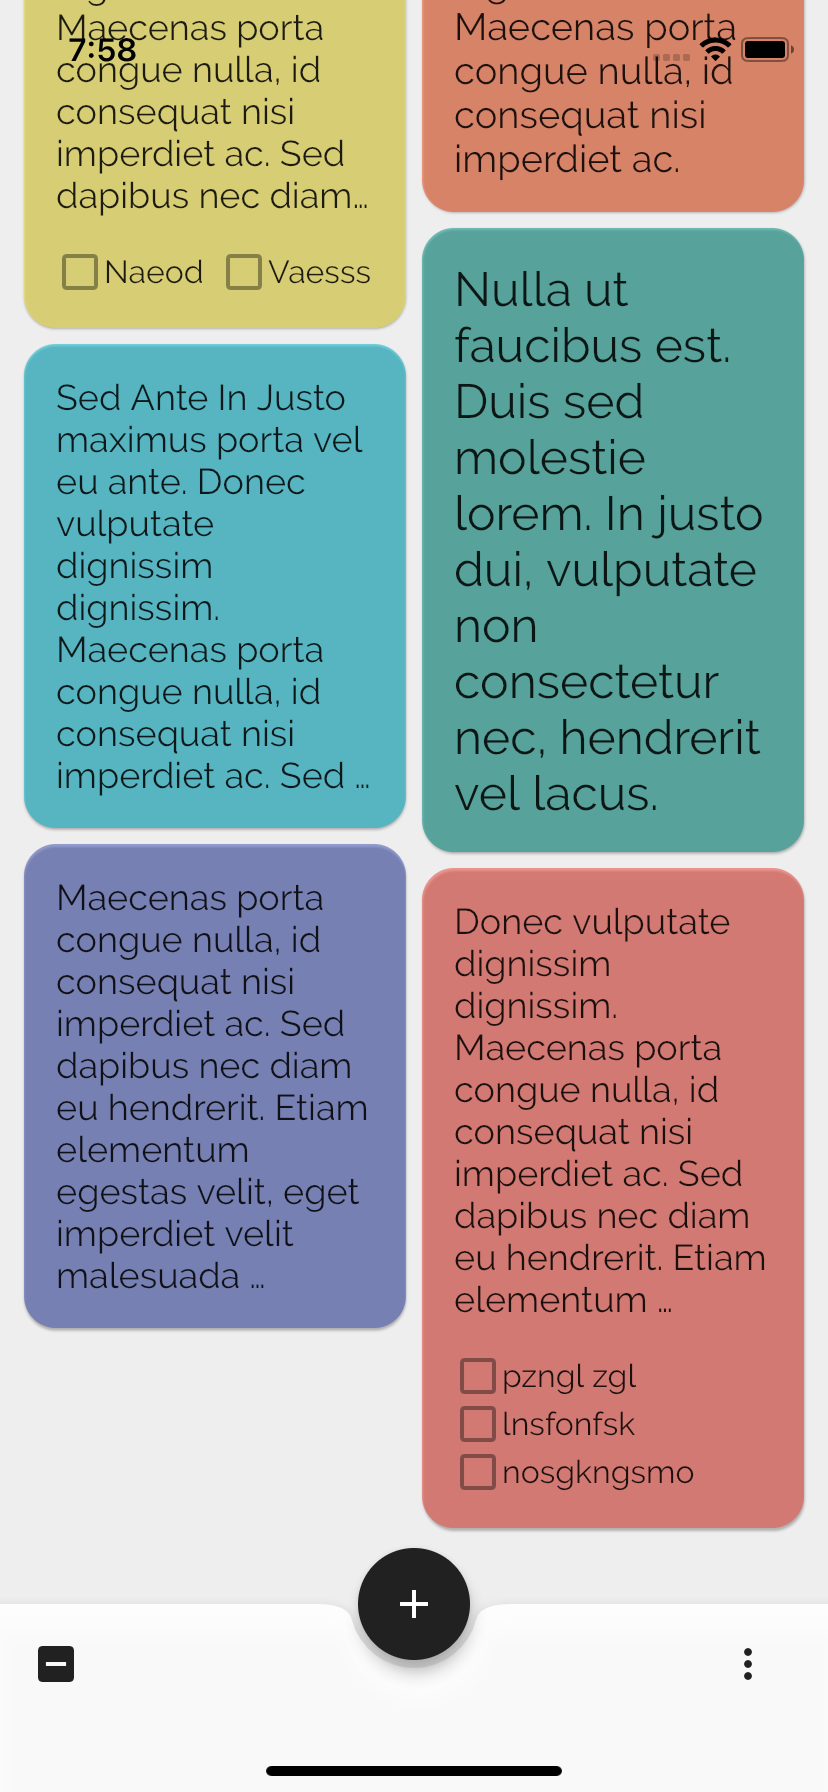 7:58
Maecenas porta
congue nulla, id
consequat nisi
imperdiet ac. Sed
dapibus nec diam...
Naeod Vaesss
Sed Ante In Justo
maximus porta vel
eu ante. Donec
vulputate
dignissim
dignissim.
Maecenas porta
congue nulla, id
consequat nisi
imperdiet ac. Sed ...
Maecenas porta
congue nulla, id
consequat nisi
imperdiet ac. Sed
dapibus nec diam
eu hendrerit. Etiam
elementum
egestas velit, eget
imperdiet velit
malesuada ...
Maecenas porta
congue nulla, id
consequat nisi
imperdiet ac.
Nulla ut
faucibus est.
Duis sed
molestie
lorem. In justo
dui, vulputate
non
consectetur
nec, hendrerit
vel lacus.
Donec vulputate
dignissim
dignissim.
Maecenas porta
congue nulla, id
consequat nisi
imperdiet ac. Sed
dapibus nec diam
eu hendrerit. Etiam
elementum ...
pzngl zgl
lnsfonfsk
nosgkngsmo